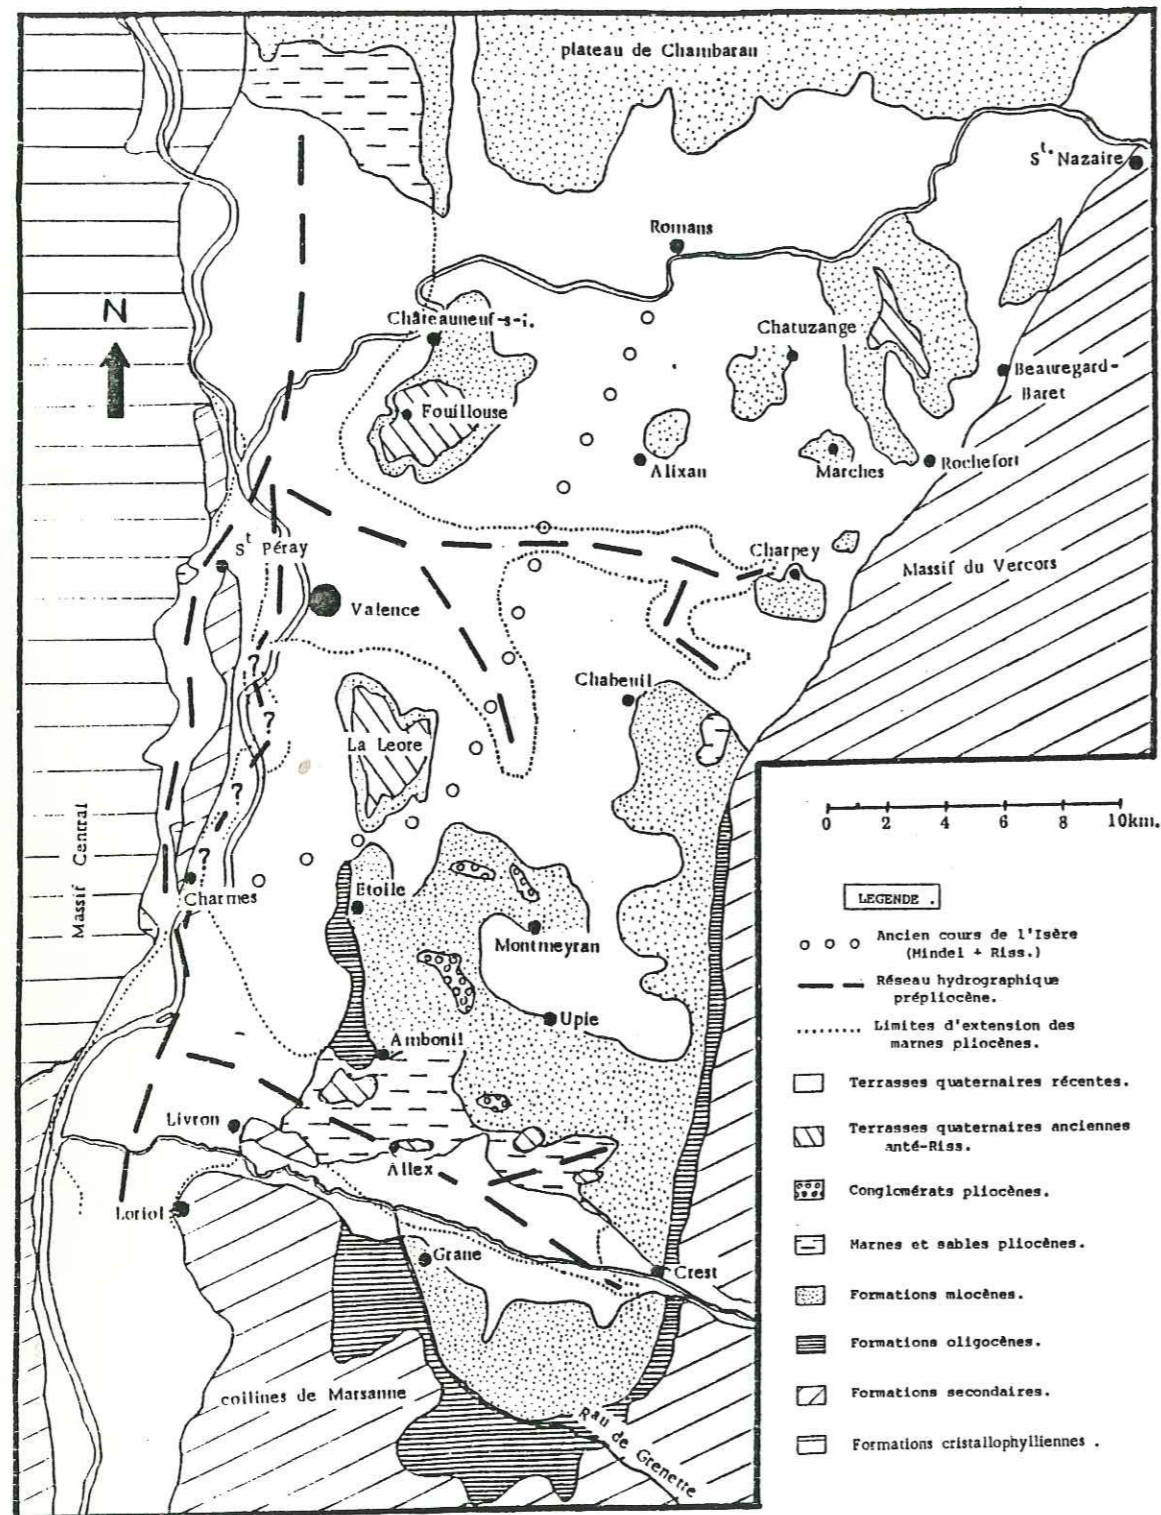 plateau de Chambaran
St. Nazaire
Romans
N
Châteauneuf-s-i.
Chatuzange
Beauregard-
Baret
Fouillouse
Alixan
Marches
Rochefort
St Péray
Charpey
Massif du Vercors
Valence
?
Chabeuil
?
La Leore
?
Massif Central
0 2 4 6 8 10km.
?
Charmes
Etoile
LEGENDE .
Montmeyran
Ancien cours de l'Isère
(Mindel + Riss.)
Réseau hydrographique
prépliocène.
Upie
Limites d'extension des
marnes pliocènes.
Ambonil
Terrasses quaternaires récentes.
Livron
Terrasses quaternaires anciennes
anté-Riss.
Allex
Conglomérats pliocènes.
Loriol
Marnes et sables pliocènes.
Grane
Crest
Formations miocènes.
Formations oligocènes.
collines de Marsanne
Formations secondaires.
Rau de Grenette
Formations cristallophylliennes .